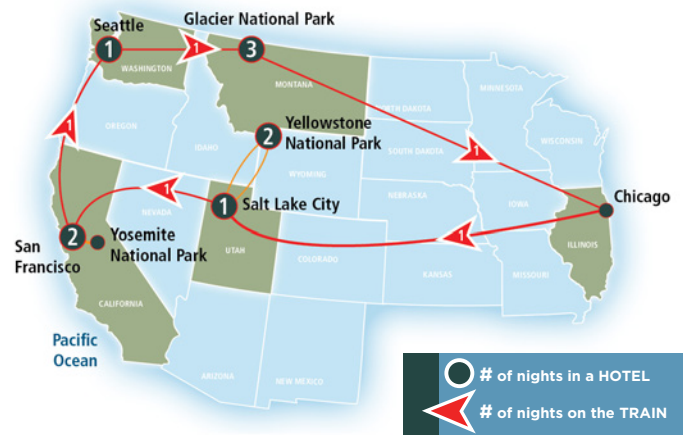 Glacier National Park
Seattle
1
1
3
WASHINGTON
MONTANA
NORTH DAKOTA
MINNESOTA
1
OREGON
IDAHO
2
Yellowstone
National Park
SOUTH DAKOTA
1
WISCONSIN
WYOMING
1
NEVADA
1
Salt Lake City
NEBRASKA
IOWA
Chicago
2
Yosemite
National Park
San
Francisco
UTAH
COLORADO
1
KANSAS
MISSOURI
ILLINOIS
CALIFORNIA
Pacific
Ocean
ARIZONA
NEW MEXICO
# of nights in a HOTEL
# of nights on the TRAIN